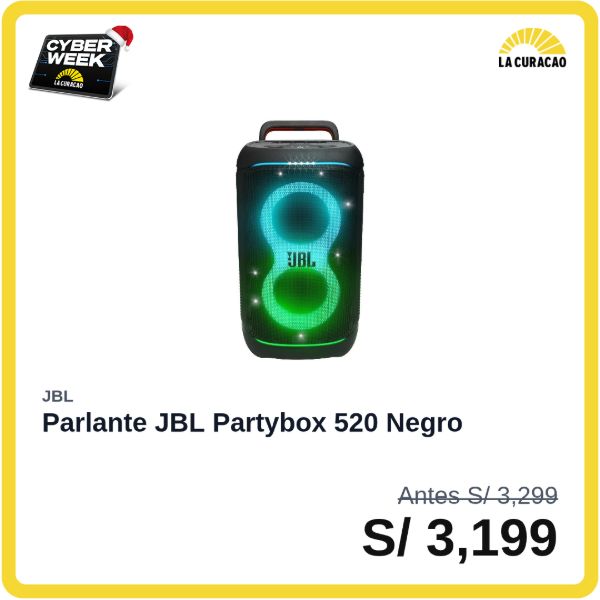 CYBER
WEEK
LA CURACAO
LA CURACAO
JBL
JBL
Parlante JBL Partybox 520 Negro
Antes S/ 3,299
S/ 3,199